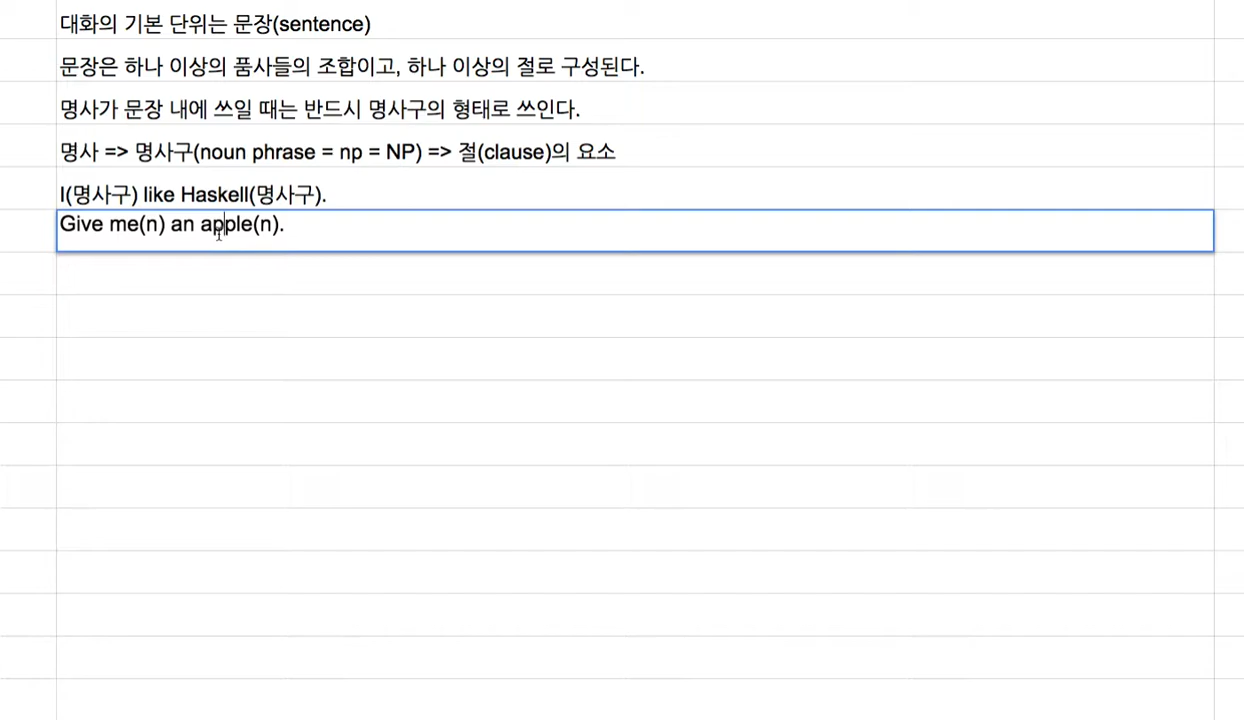 대화의 기본 단위는 문장(sentence)
문장은 하나 이상의 품사들의 조합이고, 하나 이상의 절로 구성된다.
명사가 문장 내에 쓰일 때는 반드시 명사구의 형태로 쓰인다.
명사 => 명사구(noun phrase = np = NP) => 절(clause)의 요소
I(명사구) like Haskell(명사구).
Give me(n) an apple(n).